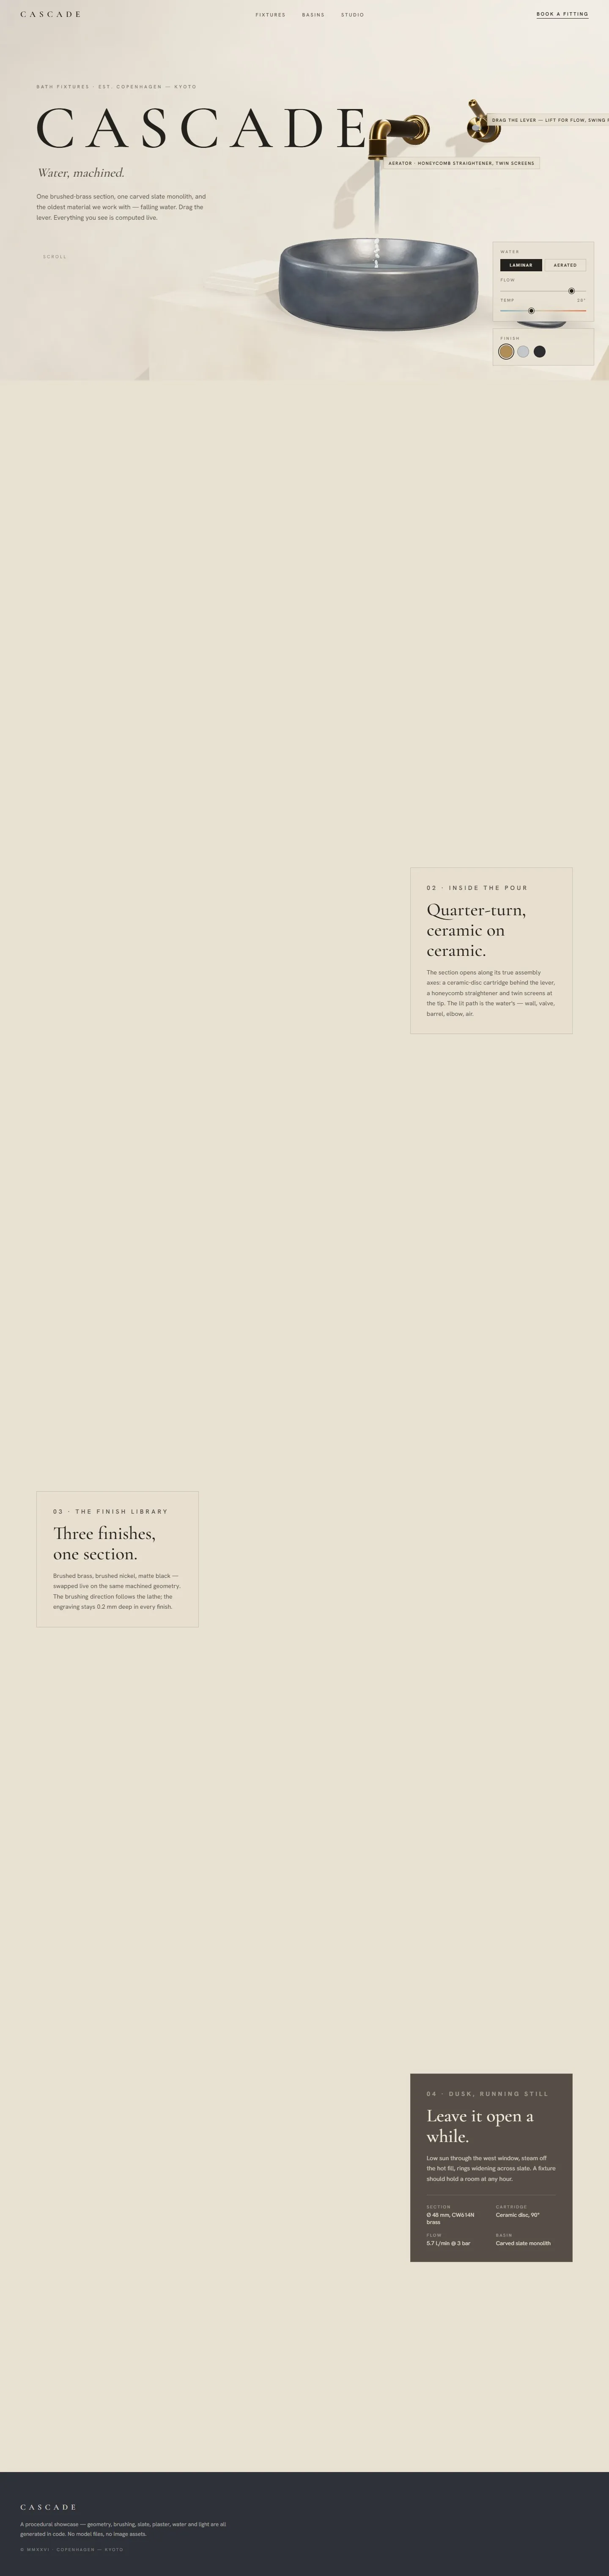 CASCADE
FIXTURES BASINS STUDIO
BOOK A FITTING
BATH FIXTURES · EST. COPENHAGEN — KYOTO
CASCADE
Water, machined.
One brushed-brass section, one carved slate monolith, and
the oldest material we work with — falling water. Drag the
lever. Everything you see is computed live.
SCROLL
DRAG THE LEVER — LIFT FOR FLOW, SWING
AERATOR · HONEYCOMB STRAIGHTENER, TWIN SCREENS
WATER
LAMINAR AERATED
FLOW
TEMP
FINISH
02 · INSIDE THE POUR
Quarter-turn,
ceramic on
ceramic.
The section opens along its true assembly
axes: a ceramic-disc cartridge behind the lever,
a honeycomb straightener and twin screens at
the tip. The lit path is the water's — wall, valve,
barrel, elbow, air.
03 · THE FINISH LIBRARY
Three finishes,
one section.
Brushed brass, brushed nickel, matte black —
swapped live on the same machined geometry.
The brushing direction follows the lathe; the
engraving stays 0.2 mm deep in every finish.
04 · DUSK, RUNNING STILL
Leave it open a
while.
Low sun through the west window, steam off
the hot fill, rings widening across slate. A fixture
should hold a room at any hour.
SECTION
Ø 48 mm, CW614N
brass
CARTRIDGE
Ceramic disc, 90°
FLOW
5.7 L/min @ 3 bar
BASIN
Carved slate monolith
CASCADE
A procedural showcase — geometry, brushing, slate, plaster, water and light are all
generated in code. No model files, no image assets.
© MMXXVI · COPENHAGEN — KYOTO